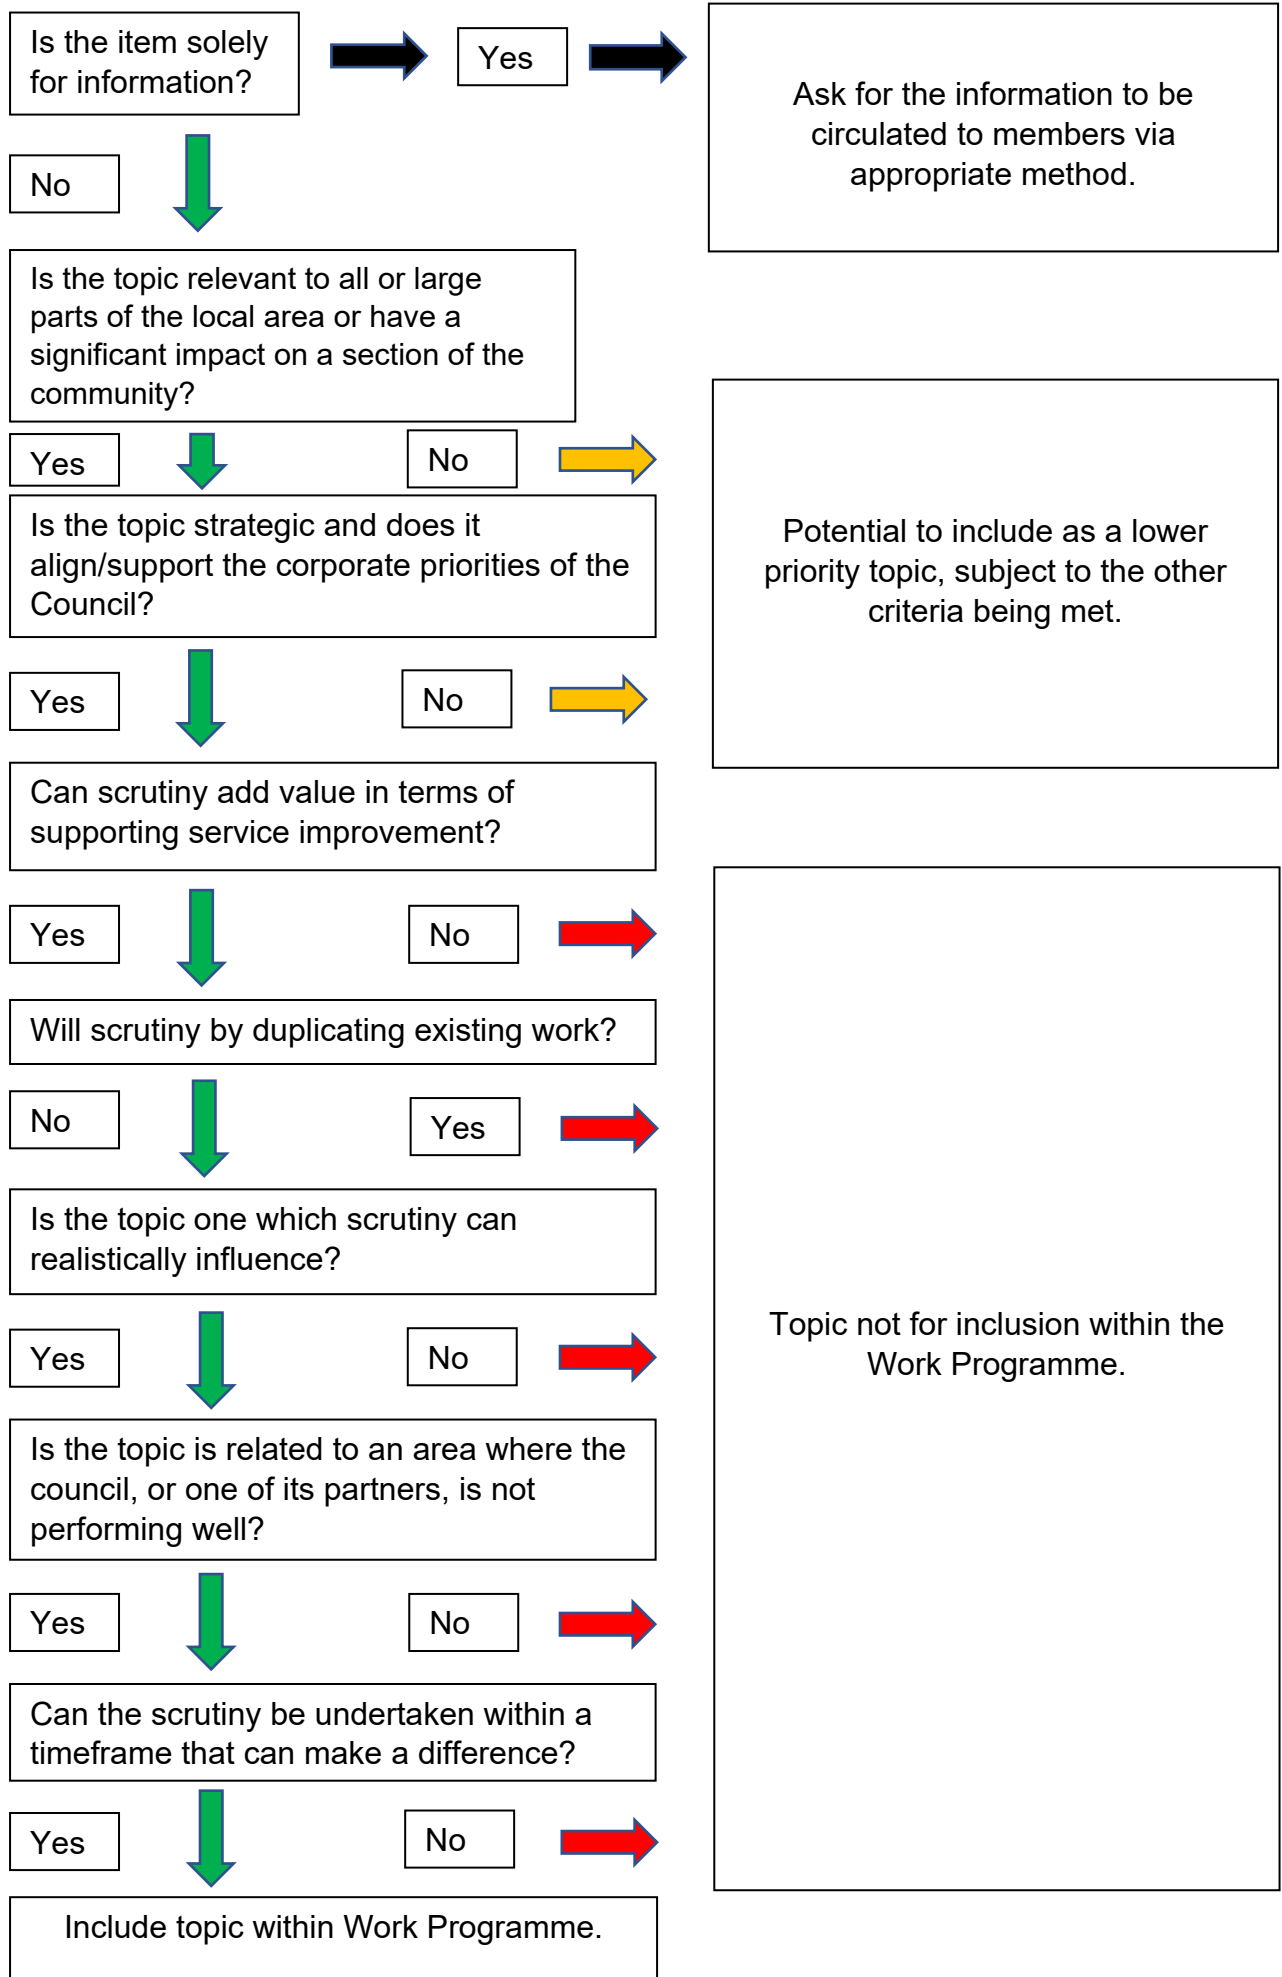 Is the item solely
for information?
Yes
Ask for the information to be
circulated to members via
appropriate method.
No
Is the topic relevant to all or large
parts of the local area or have a
significant impact on a section of the
community?
Yes
No
Potential to include as a lower
priority topic, subject to the other
criteria being met.
Is the topic strategic and does it
align/support the corporate priorities of the
Council?
Yes
No
Can scrutiny add value in terms of
supporting service improvement?
Yes
No
Topic not for inclusion within the
Work Programme.
Will scrutiny by duplicating existing work?
No
Yes
Is the topic one which scrutiny can
realistically influence?
Yes
No
Is the topic is related to an area where the
council, or one of its partners, is not
performing well?
Yes
No
Can the scrutiny be undertaken within a
timeframe that can make a difference?
Yes
No
Include topic within Work Programme.